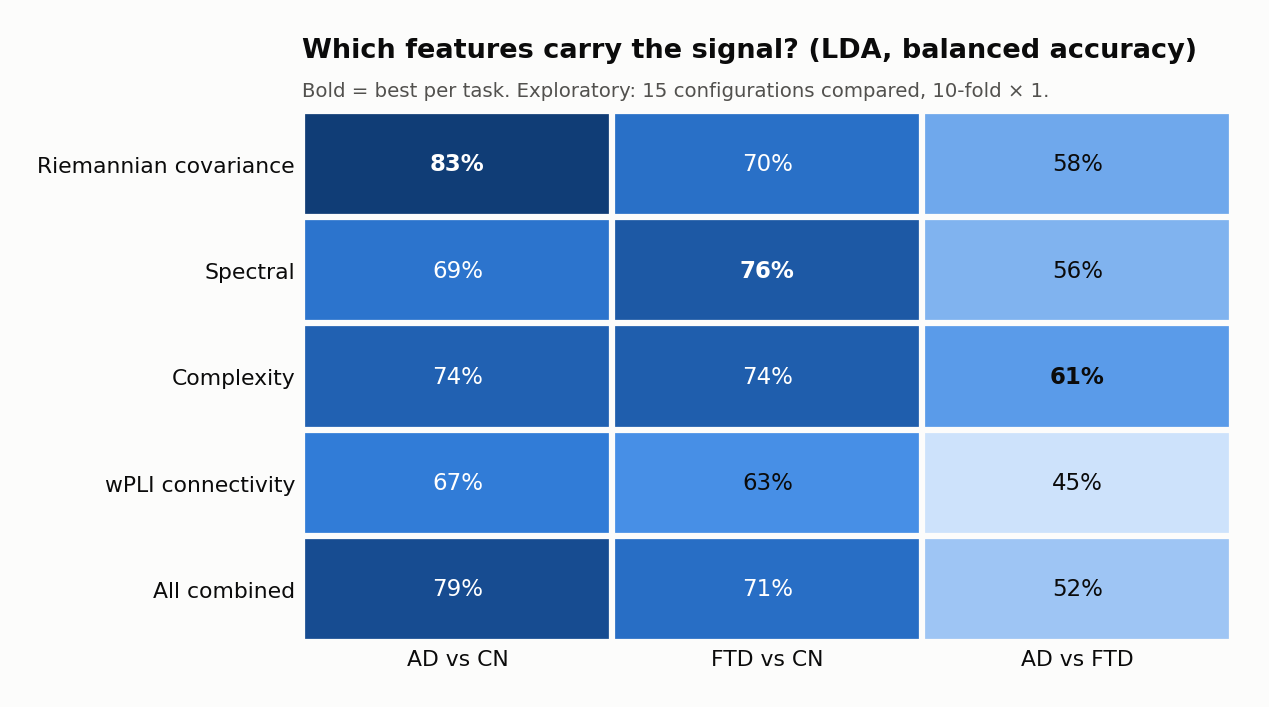 Which features carry the signal? (LDA, balanced accuracy)
Bold = best per task. Exploratory: 15 configurations compared, 10-fold × 1.
Riemannian covariance 83% 70% 58%
Spectral 69% 76% 56%
Complexity 74% 74% 61%
wPLI connectivity 67% 63% 45%
All combined 79% 71% 52%
AD vs CN FTD vs CN AD vs FTD